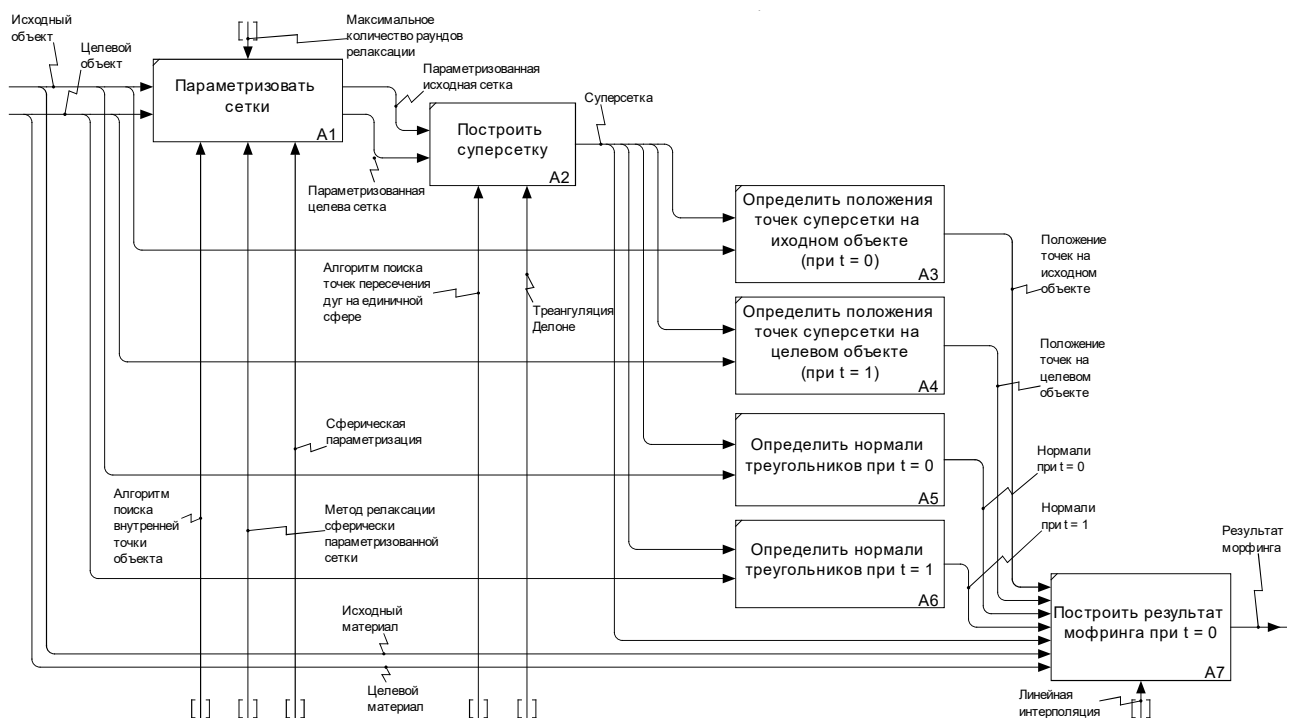 Исходный
объект
Целевой
объект
[ ]
Максимальное
количество раундов
релаксации
Параметризовать
сетки
A1
Параметризованная
исходная сетка
Параметризованная
целева сетка
Построить
суперсетку
A2
Суперсетка
Определить положения
точек суперсетки на
иходном объекте
(при t = 0)
A3
Положение
точек на
исходном
объекте
Алгоритм поиска
точек пересечения
дуг на единичной
сфере
Треангуляция
Делоне
Определить положения
точек суперсетки на
целевом объекте
(при t = 1)
A4
Положение
точек на
целевом
объекте
Сферическая
параметризация
Определить нормали
треугольников при t = 0
A5
Нормали
при t = 0
Алгоритм
поиска
внутренней
точки
объекта
Метод релаксации
сферически
параметризованной
сетки
Определить нормали
треугольников при t = 1
A6
Нормали
при t = 1
Результат
морфинга
Построить результат
мофринга при t = 0
A7
Исходный
материал
Целевой
материал
Линейная
интерполяция
[ ]
[ ]
[ ]
[ ]
[ ]
[ ]